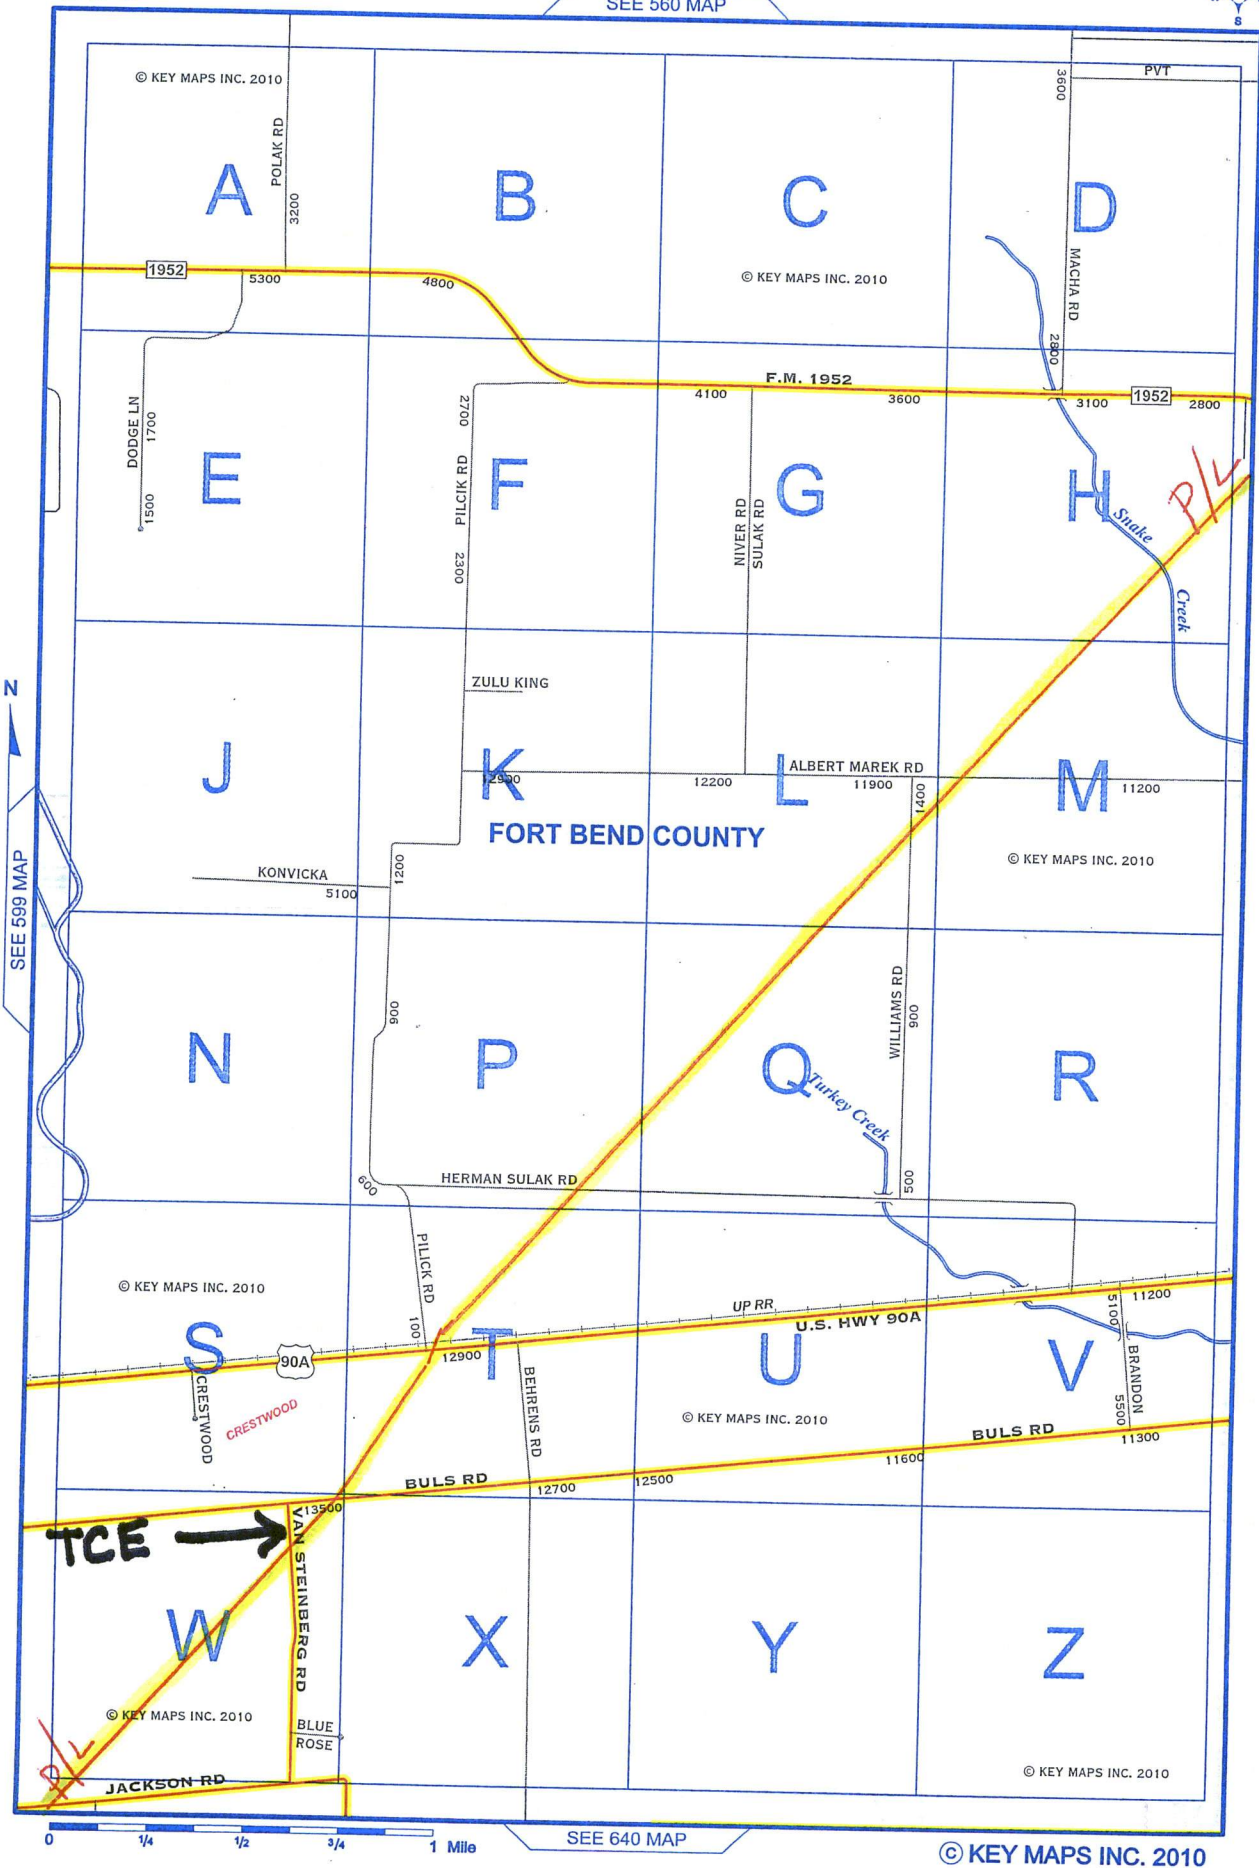 SEE 560 MAP
S
© KEY MAPS INC. 2010
PVT
3600
POLAK RD
3200
A
B
C
D
MACHA RD
© KEY MAPS INC. 2010
1952
5300
4800
2800
F.M. 1952
4100
3600
3100
1952
2800
DODGE LN
1700
1500
2700
PILCIK RD
2300
E
F
G
H
P/L
NIVER RD
SULAK RD
Snake
Creek
N
ZULU KING
J
K
L
M
12900
12200
ALBERT MAREK RD
11900
1400
11200
FORT BEND COUNTY
© KEY MAPS INC. 2010
SEE 599 MAP
KONVICKA
5100
1200
900
WILLIAMS RD
900
N
P
Q
R
Turkey Creek
600
HERMAN SULAK RD
500
PILICK RD
100
© KEY MAPS INC. 2010
UP RR
U.S. HWY 90A
11200
5100
S
90A
12900
T
U
V
CRESTWOOD
CRESTWOOD
BEHRENS RD
BRANDON
5500
© KEY MAPS INC. 2010
BULS RD
11300
BULS RD
11600
12500
12700
13500
TCE
VAN STEINBERG RD
W
X
Y
Z
© KEY MAPS INC. 2010
BLUE
ROSE
P/L
JACKSON RD
© KEY MAPS INC. 2010
0
1/4
1/2
3/4
1 Mile
SEE 640 MAP
© KEY MAPS INC. 2010